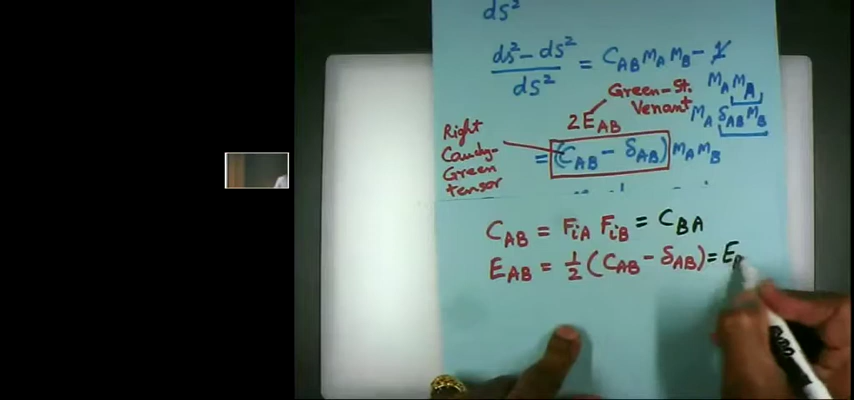 dS²
ds² - dS² / dS² = C_AB M_A M_B - 1
M_A M_A
M_A δ_AB M_B
Green-St. Venant
2E_AB
Right Cauchy-Green tensor
= (C_AB - δ_AB) M_A M_B
C_AB = F_iA F_iB = C_BA
E_AB = 1/2 (C_AB - δ_AB) = E